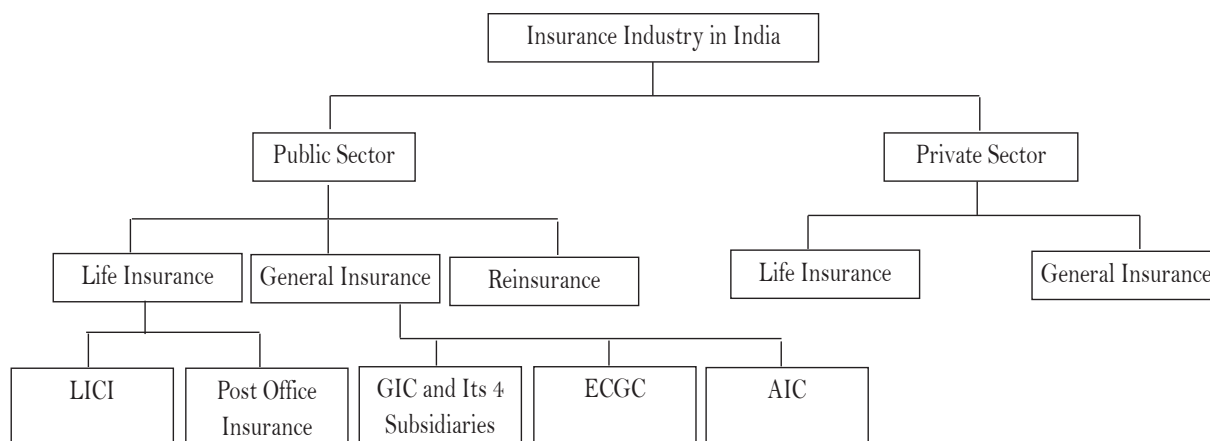 Insurance Industry in India
Public Sector
Private Sector
Life Insurance
General Insurance
Reinsurance
Life Insurance
General Insurance
LICI
Post Office
Insurance
GIC and Its 4
Subsidiaries
ECGC
AIC